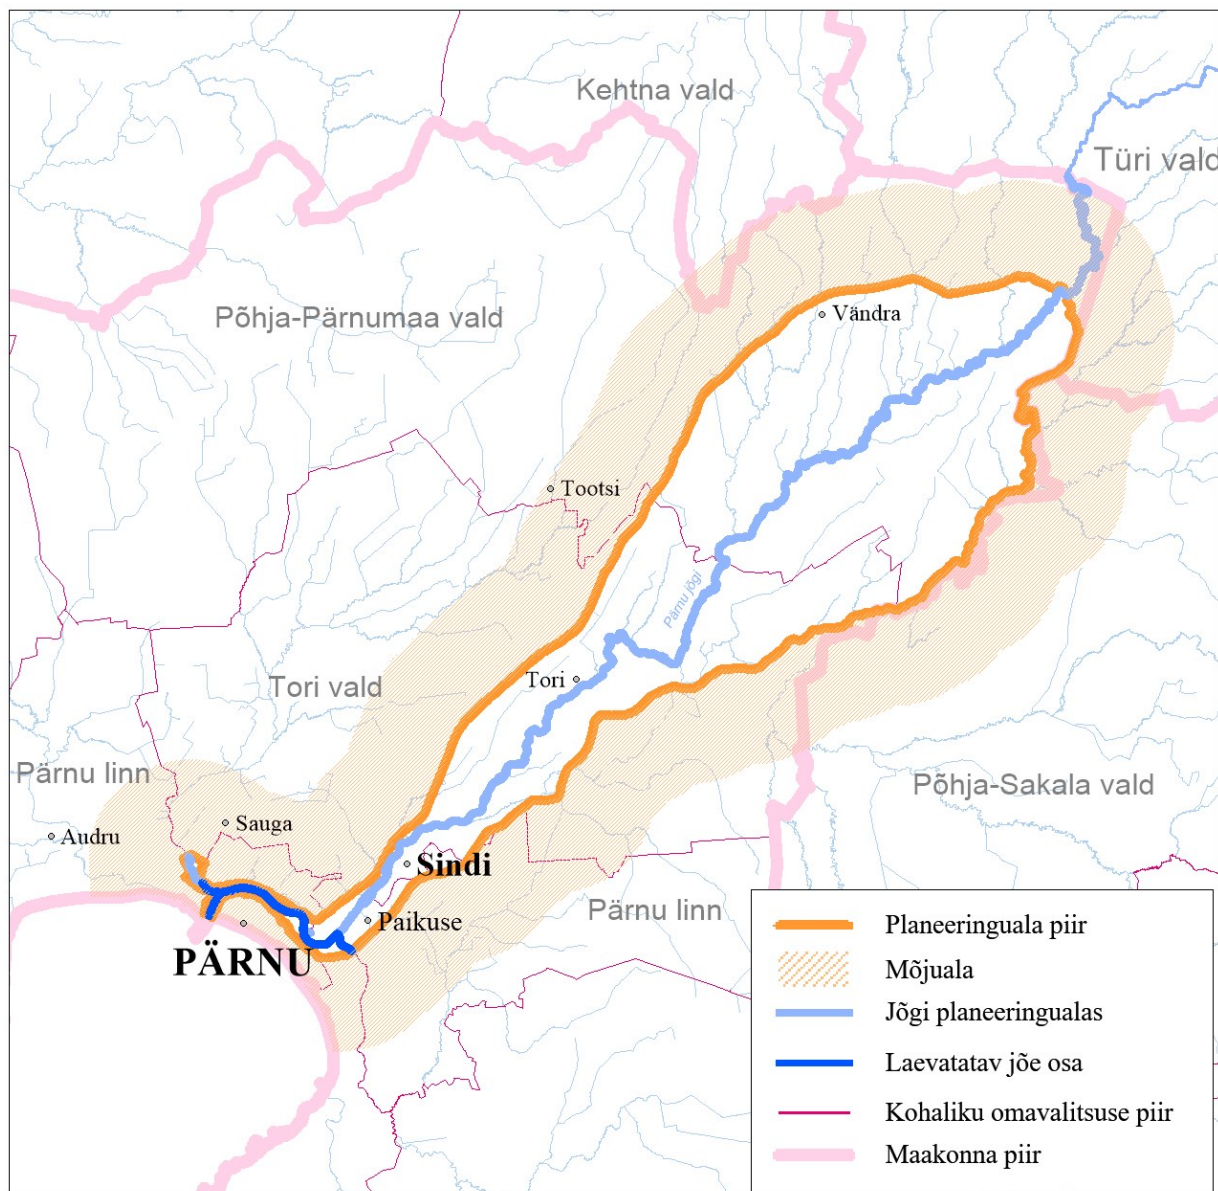 Kehtna vald
Türi vald
Põhja-Pärnumaa vald
Vändra
Tootsi
Pärnu jõgi
Tori
Tori vald
Pärnu linn
Põhja-Sakala vald
Sauga
Audru
Sindi
Pärnu linn
Paikuse
PÄRNU
Planeeringuala piir
Mõjuala
Jõgi planeeringualas
Laevatatav jõe osa
Kohaliku omavalitsuse piir
Maakonna piir